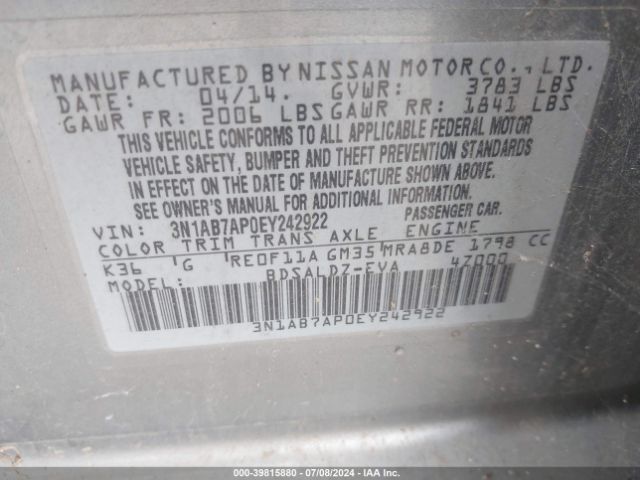 MANUFACTURED BY NISSAN MOTOR CO., LTD.
DATE: 04/14. GVWR: 3783 LBS
GAWR FR: 2006 LBS GAWR RR: 1841 LBS
THIS VEHICLE CONFORMS TO ALL APPLICABLE FEDERAL MOTOR
VEHICLE SAFETY, BUMPER AND THEFT PREVENTION STANDARDS
IN EFFECT ON THE DATE OF MANUFACTURE SHOWN ABOVE.
SEE OWNER'S MANUAL FOR ADDITIONAL INFORMATION.
VIN: 3N1AB7AP0EY242922 PASSENGER CAR.
COLOR TRIM TRANS AXLE ENGINE
K36 G RE0F11A GM35 MRA8DE 1798 CC
MODEL: BDSALDZ-EVA 4Z000
3N1AB7AP0EY242922
000-39815880 - 07/08/2024 - IAA Inc.